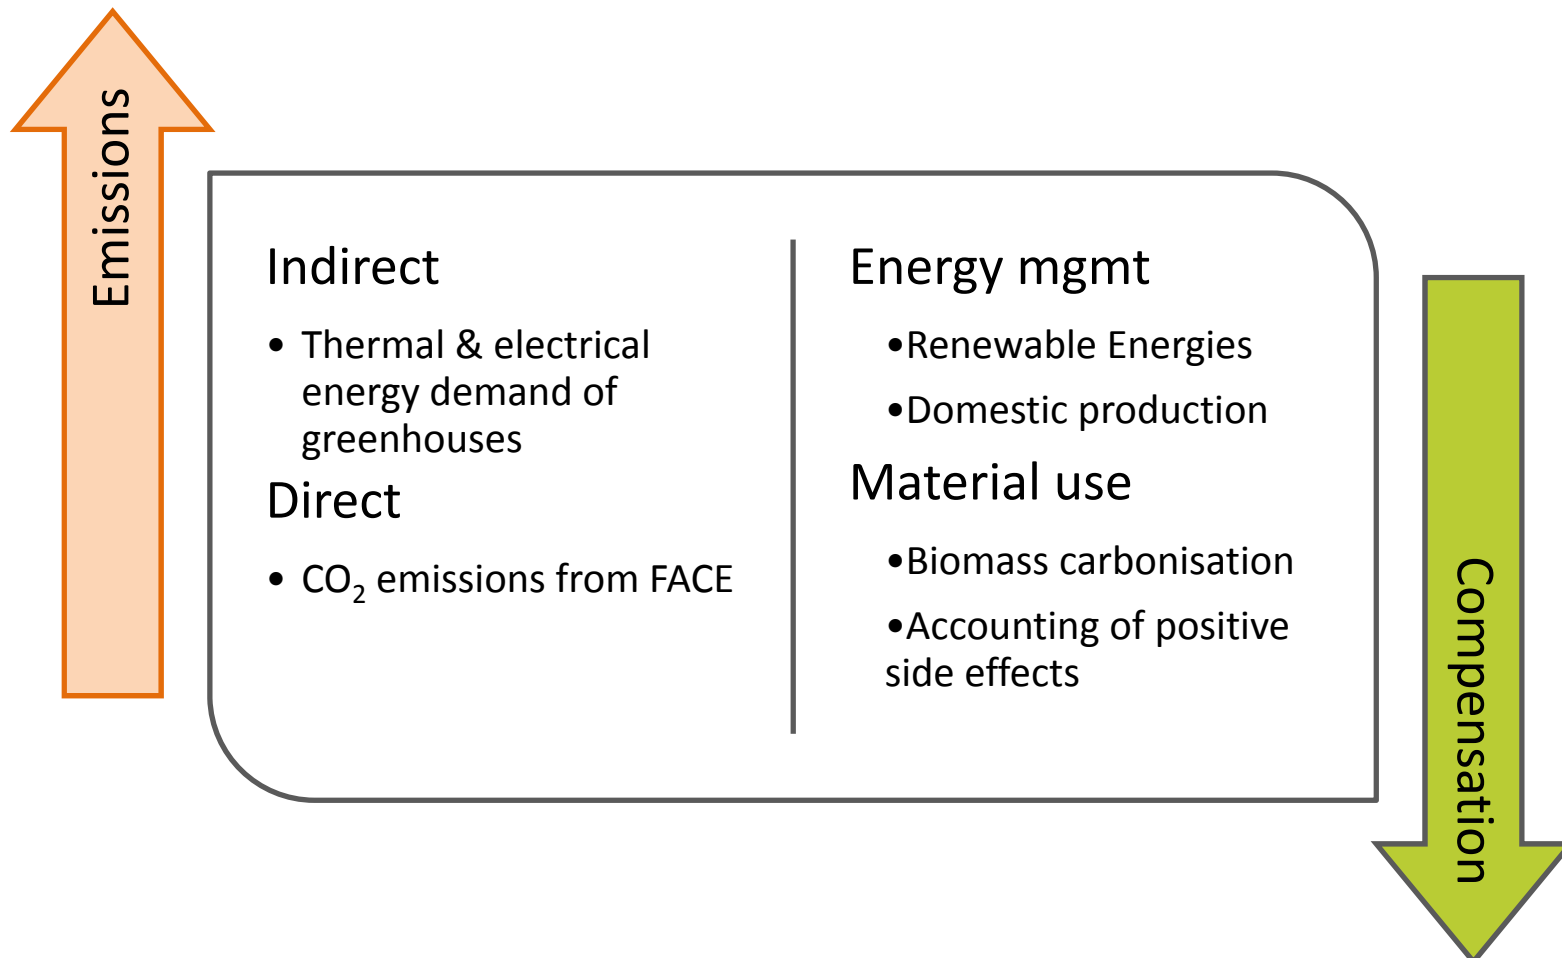 Emissions
Indirect
• Thermal & electrical
energy demand of
greenhouses
Direct
• CO₂ emissions from FACE
Energy mgmt
•Renewable Energies
•Domestic production
Material use
•Biomass carbonisation
•Accounting of positive
side effects
Compensation